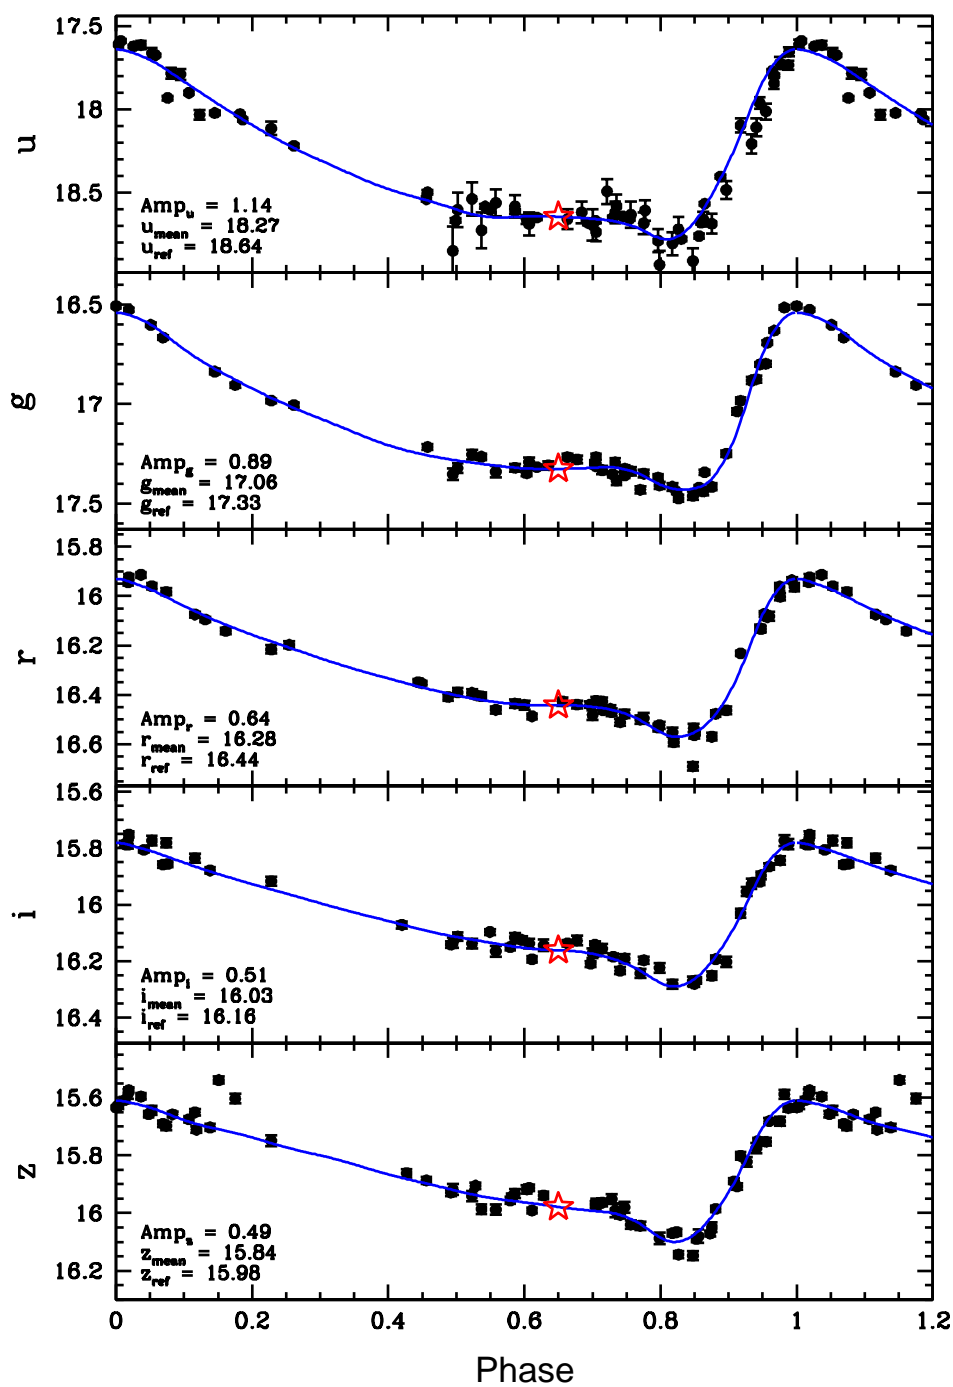 17.5
18
18.5
u
Amp_u = 1.14
u_mean = 18.27
u_ref = 18.64
16.5
17
17.5
g
Amp_g = 0.89
g_mean = 17.06
g_ref = 17.33
15.8
16
16.2
16.4
16.6
r
Amp_r = 0.64
r_mean = 16.28
r_ref = 16.44
15.6
15.8
16
16.2
16.4
i
Amp_i = 0.51
i_mean = 16.03
i_ref = 16.16
15.6
15.8
16
16.2
z
Amp_z = 0.49
z_mean = 15.84
z_ref = 15.98
0 0.2 0.4 0.6 0.8 1 1.2
Phase